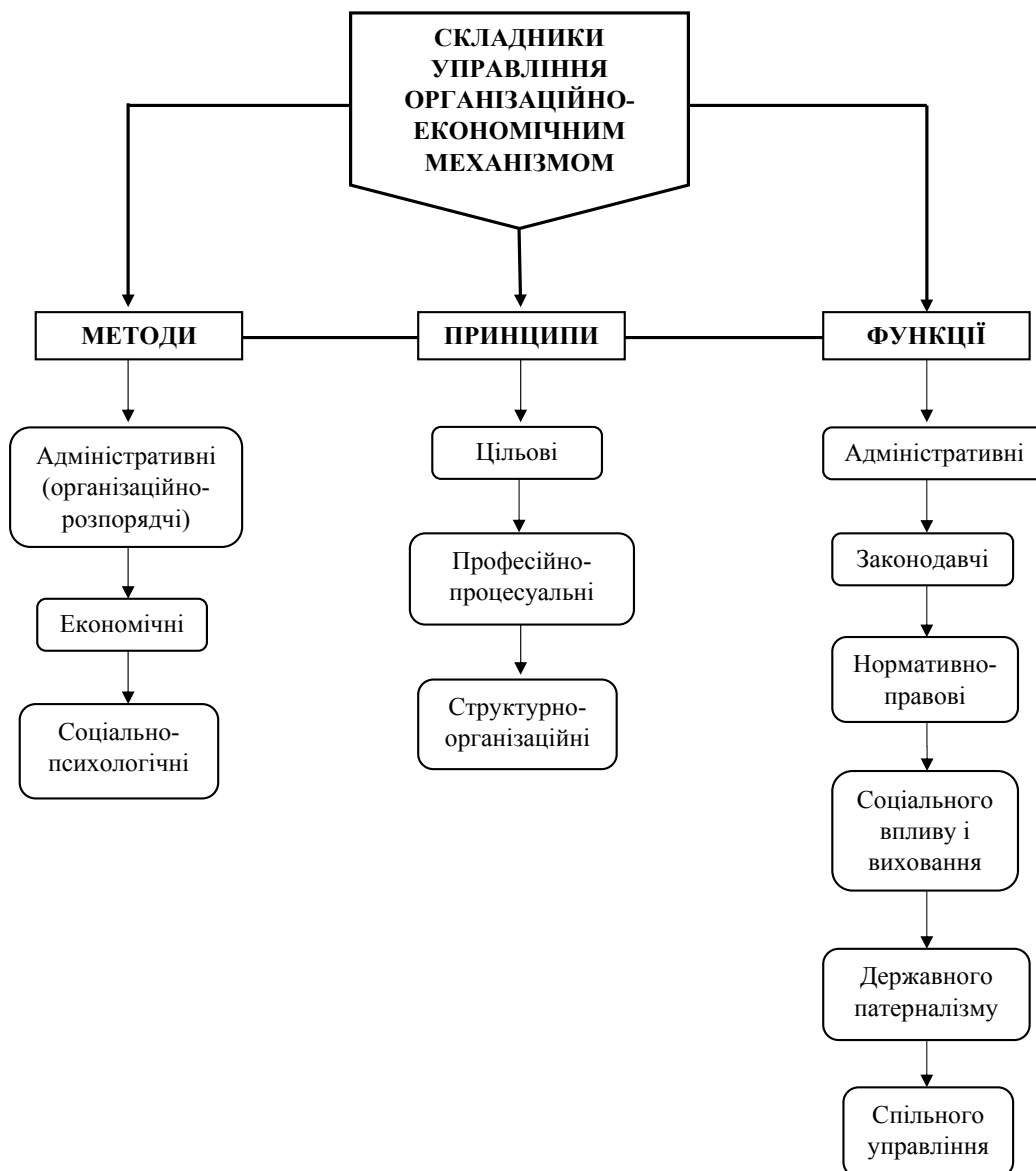 СКЛАДНИКИ
УПРАВЛІННЯ
ОРГАНІЗАЦІЙНО-
ЕКОНОМІЧНИМ
МЕХАНІЗМОМ
МЕТОДИ
ПРИНЦИПИ
ФУНКЦІЇ
Адміністративні
(організаційно-
розпорядчі)
Економічні
Соціально-
психологічні
Цільові
Професійно-
процесуальні
Структурно-
організаційні
Адміністративні
Законодавчі
Нормативно-
правові
Соціального
впливу і
виховання
Державного
патерналізму
Спільного
управління